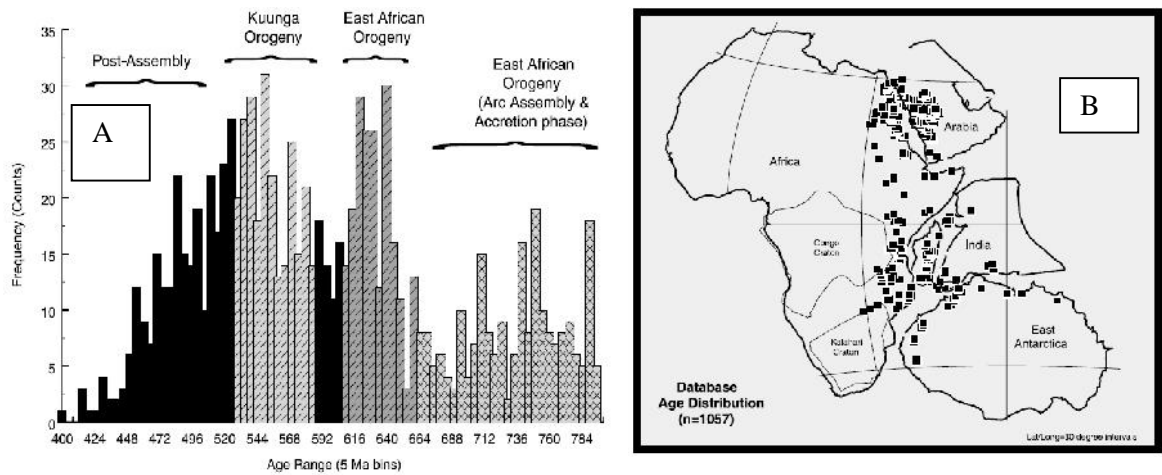 Post-Assembly
Kuunga
Orogeny
East African
Orogeny
East African
Orogeny
(Arc Assembly &
Accretion phase)
A
Frequency (Counts)
35
30
25
20
15
10
5
0
400 424 448 472 496 520 544 568 592 616 640 664 688 712 736 760 784
Age Range (5 Ma bins)
B
Arabia
Africa
Congo
Craton
India
Kalahari
Craton
East
Antarctica
Database
Age Distribution
(n=1057)
Lat/Long=30 degree intervals